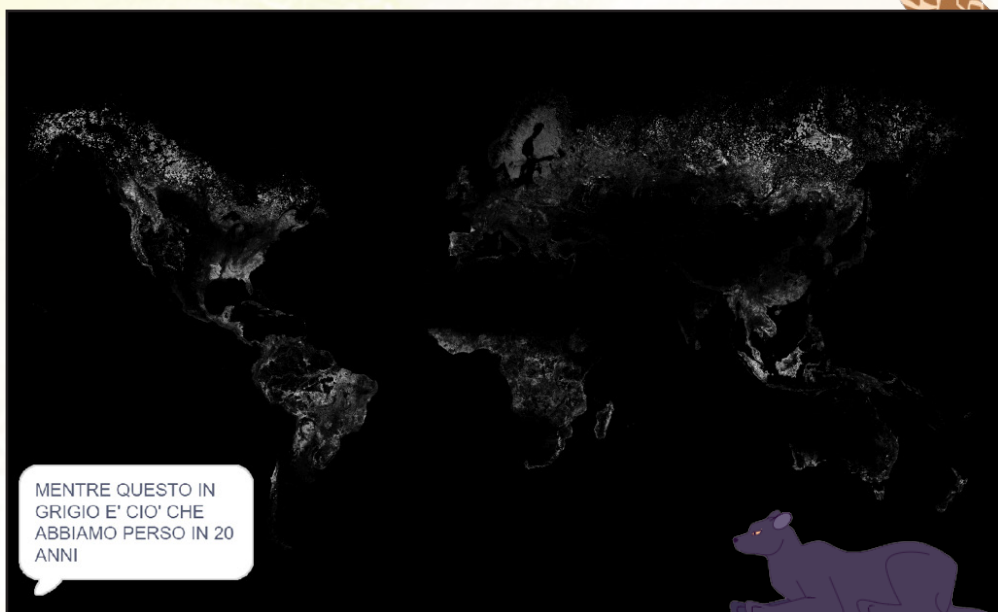 MENTRE QUESTO IN
GRIGIO E' CIO' CHE
ABBIAMO PERSO IN 20
ANNI